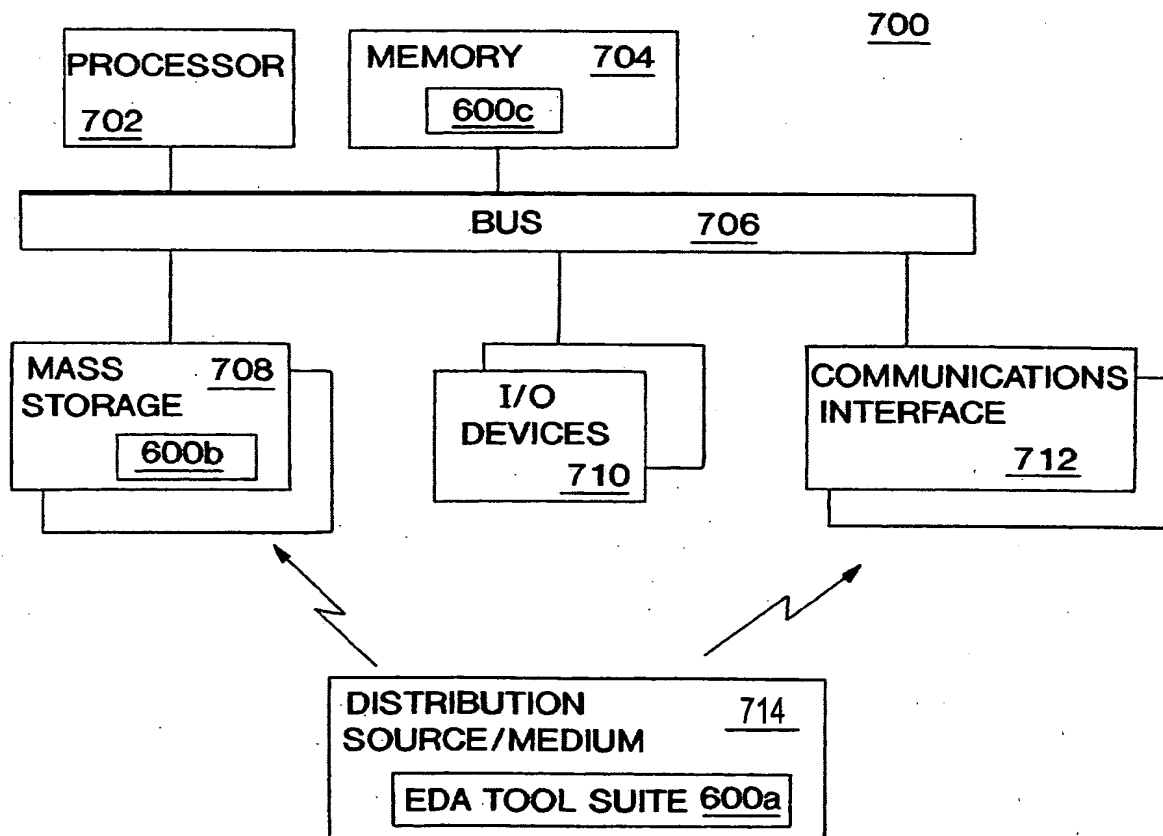 700
PROCESSOR
702
MEMORY 704
600c
BUS 706
MASS 708
STORAGE
600b
I/O
DEVICES
710
COMMUNICATIONS
INTERFACE
712
DISTRIBUTION 714
SOURCE/MEDIUM
EDA TOOL SUITE 600a